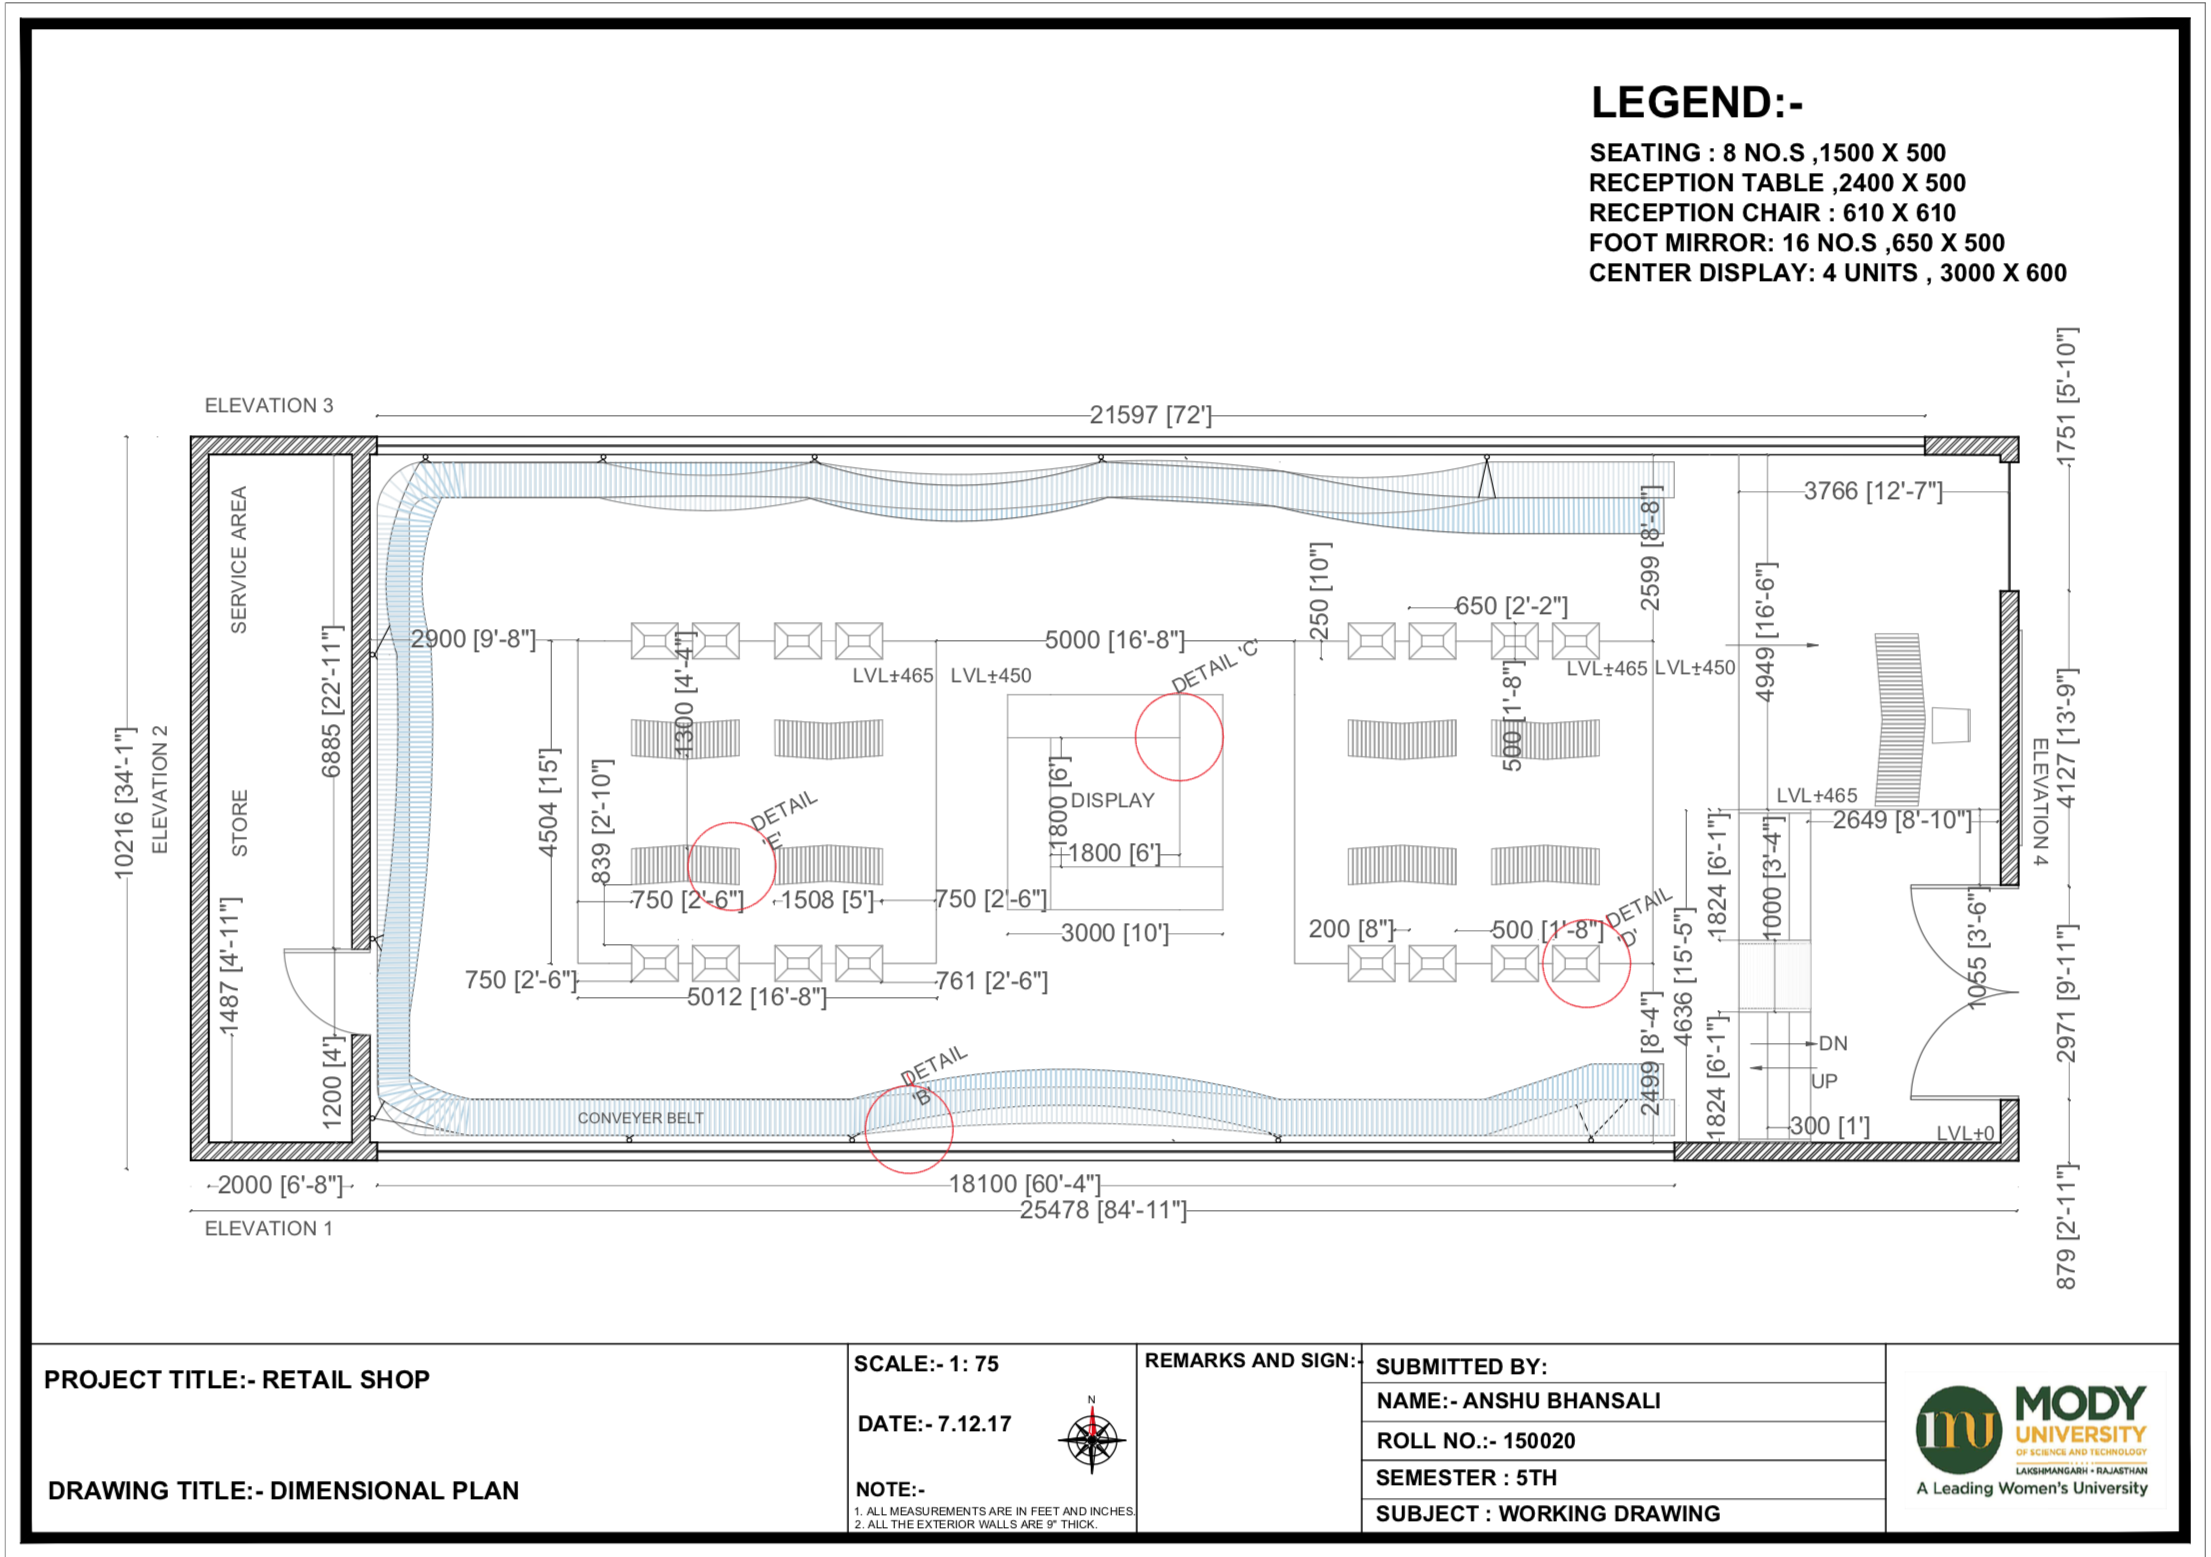 LEGEND:-
SEATING : 8 NO.S ,1500 X 500
RECEPTION TABLE ,2400 X 500
RECEPTION CHAIR : 610 X 610
FOOT MIRROR: 16 NO.S ,650 X 500
CENTER DISPLAY: 4 UNITS , 3000 X 600
ELEVATION 3
21597 [72']
1751 [5'-10"]
3766 [12'-7"]
SERVICE AREA
2599 [8'-8"]
250 [10"]
650 [2'-2"]
4949 [16'-6"]
2900 [9'-8"]
5000 [16'-8"]
DETAIL 'C'
1300 [4'-4"]
LVL±465
LVL±450
500 [1'-8"]
LVL±465
LVL±450
6885 [22'-11"]
10216 [34'-1"]
ELEVATION 2
STORE
4504 [15']
839 [2'-10"]
DETAIL
'E'
1800 [6']
DISPLAY
1800 [6']
LVL±465
2649 [8'-10"]
4127 [13'-9"]
ELEVATION 4
1824 [6'-1"]
1000 [3'-4"]
750 [2'-6"]
1508 [5']
750 [2'-6"]
3000 [10']
200 [8"]
500 [1'-8"]
DETAIL
'D'
1487 [4'-11"]
750 [2'-6"]
5012 [16'-8"]
761 [2'-6"]
4636 [15'-5"]
1055 [3'-6"]
2971 [9'-11"]
1200 [4']
2499 [8'-4"]
1824 [6'-1"]
DN
UP
DETAIL
'B'
CONVEYER BELT
300 [1']
LVL±0
2000 [6'-8"]
18100 [60'-4"]
25478 [84'-11"]
879 [2'-11"]
ELEVATION 1
PROJECT TITLE:- RETAIL SHOP
DRAWING TITLE:- DIMENSIONAL PLAN
SCALE:- 1: 75
DATE:- 7.12.17
N
NOTE:-
1. ALL MEASUREMENTS ARE IN FEET AND INCHES.
2. ALL THE EXTERIOR WALLS ARE 9" THICK.
REMARKS AND SIGN:-
SUBMITTED BY:
NAME:- ANSHU BHANSALI
ROLL NO.:- 150020
SEMESTER : 5TH
SUBJECT : WORKING DRAWING
mu
MODY
UNIVERSITY
OF SCIENCE AND TECHNOLOGY
LAKSHMANGARH • RAJASTHAN
A Leading Women's University